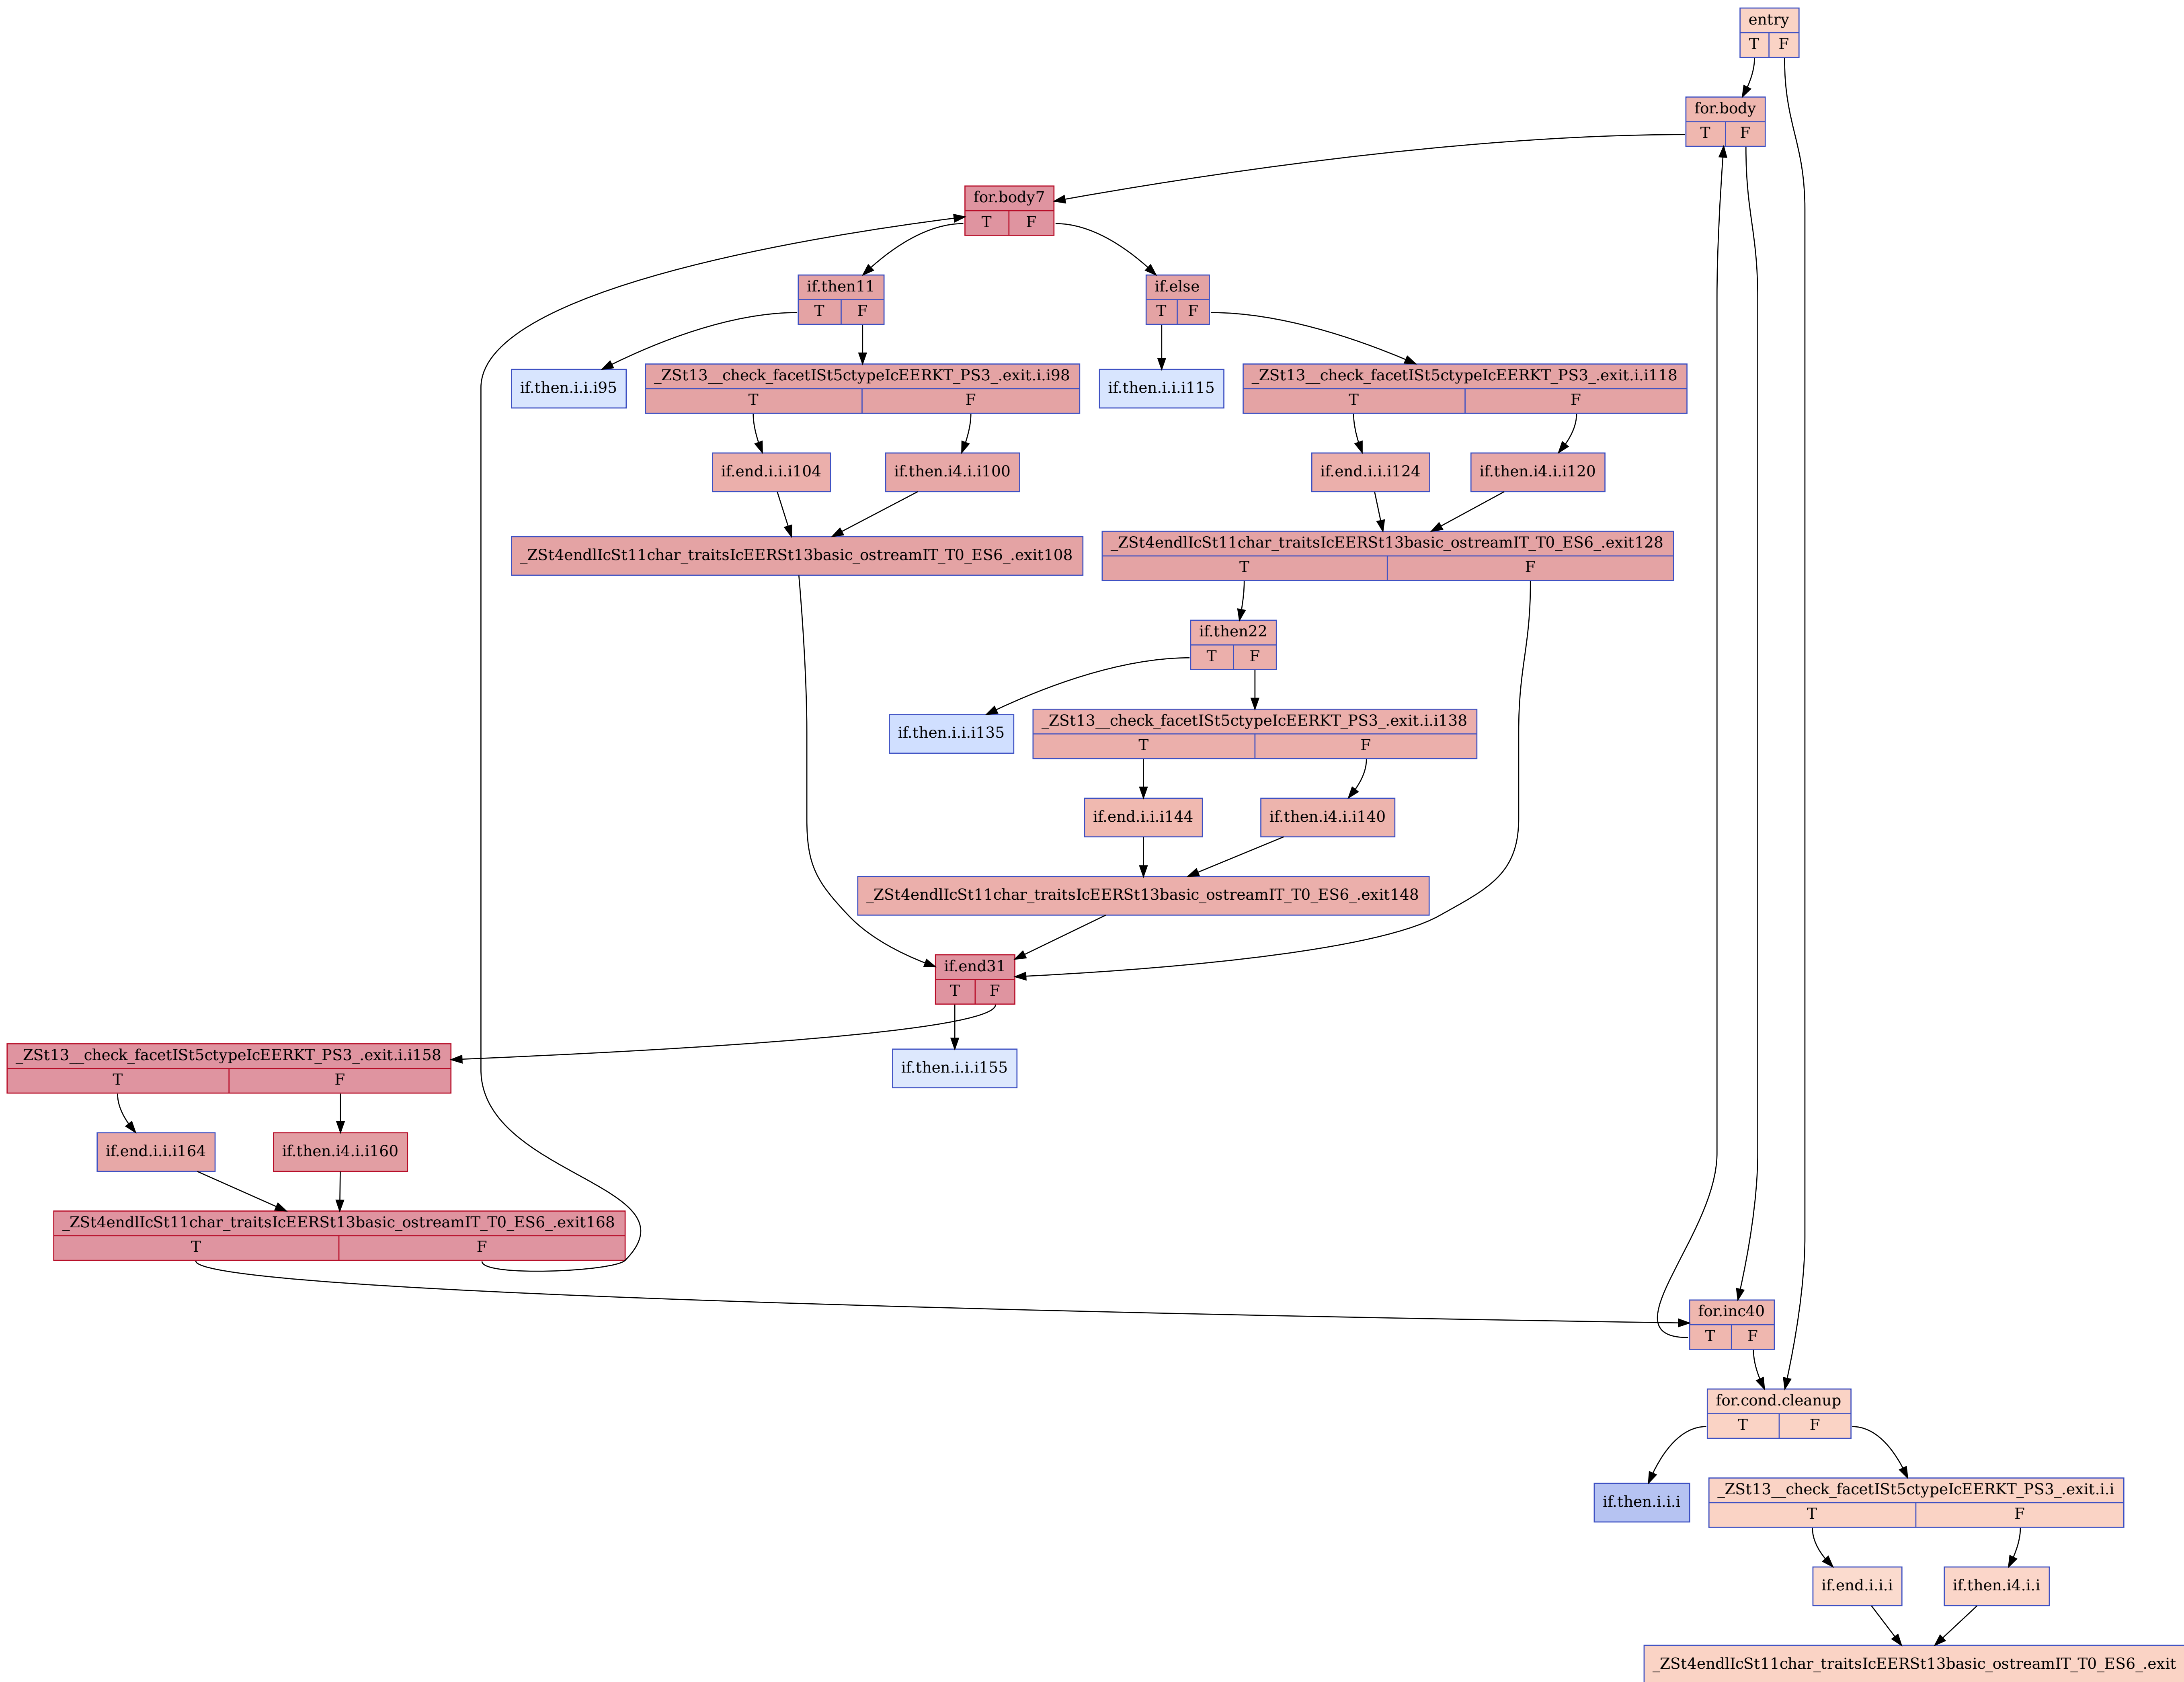 entry
T F
for.body
T F
for.body7
T F
if.then11
T F
if.else
T F
if.then.i.i.i95
_ZSt13__check_facetISt5ctypeIcEERKT_PS3_.exit.i.i98
T F
if.then.i.i.i115
_ZSt13__check_facetISt5ctypeIcEERKT_PS3_.exit.i.i118
T F
if.end.i.i.i104
if.then.i4.i.i100
if.end.i.i.i124
if.then.i4.i.i120
_ZSt4endlIcSt11char_traitsIcEERSt13basic_ostreamIT_T0_ES6_.exit108
_ZSt4endlIcSt11char_traitsIcEERSt13basic_ostreamIT_T0_ES6_.exit128
T F
if.then22
T F
if.then.i.i.i135
_ZSt13__check_facetISt5ctypeIcEERKT_PS3_.exit.i.i138
T F
if.end.i.i.i144
if.then.i4.i.i140
_ZSt4endlIcSt11char_traitsIcEERSt13basic_ostreamIT_T0_ES6_.exit148
if.end31
T F
_ZSt13__check_facetISt5ctypeIcEERKT_PS3_.exit.i.i158
T F
if.then.i.i.i155
if.end.i.i.i164
if.then.i4.i.i160
_ZSt4endlIcSt11char_traitsIcEERSt13basic_ostreamIT_T0_ES6_.exit168
T F
for.inc40
T F
for.cond.cleanup
T F
if.then.i.i.i
_ZSt13__check_facetISt5ctypeIcEERKT_PS3_.exit.i.i
T F
if.end.i.i.i
if.then.i4.i.i
_ZSt4endlIcSt11char_traitsIcEERSt13basic_ostreamIT_T0_ES6_.exit